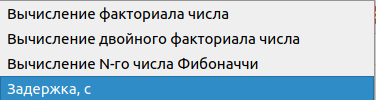 Вычисление факториала числа
Вычисление двойного факториала числа
Вычисление N-го числа Фибоначчи
Задержка, с